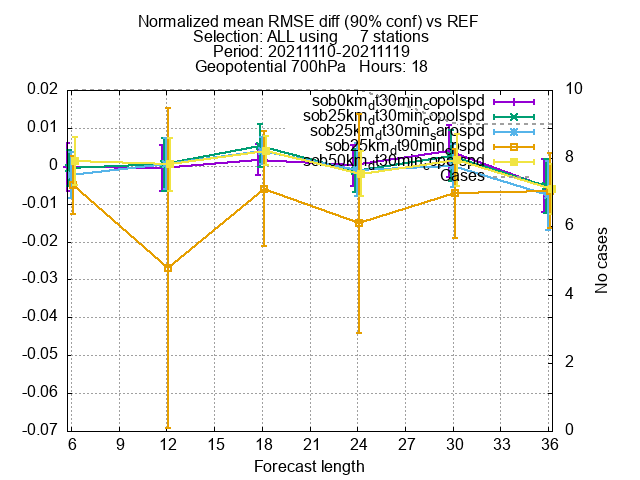 Normalized mean RMSE diff (90% conf) vs REF
Selection: ALL using 7 stations
Period: 20211110-20211119
Geopotential 700hPa Hours: 18
sob0km_dt30min_copolspd
sob25km_dt30min_copolspd
sob25km_dt30min_sanospd
sob25km_dt90min
sob50km_dt30min_copolspd
Cases
0.02
0.01
0
-0.01
-0.02
-0.03
-0.04
-0.05
-0.06
-0.07
10
8
6
4
2
0
No cases
6 9 12 15 18 21 24 27 30 33 36
Forecast length